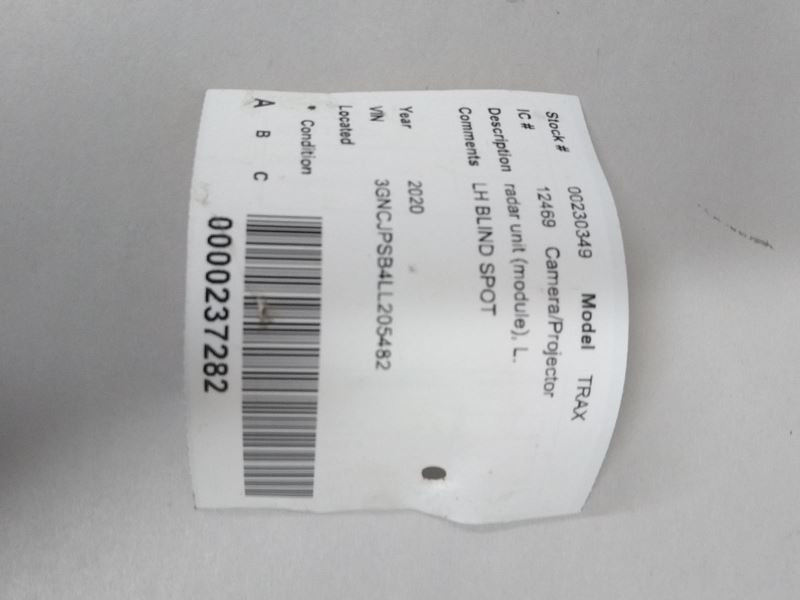 Stock # 00230349 Model TRAX
IC # 12469 Camera/Projector
Description radar unit (module), L.
Comments LH BLIND SPOT
Year 2020
VIN 3GNCJPSB4LL205482
Located
* Condition
A B C
0000237282